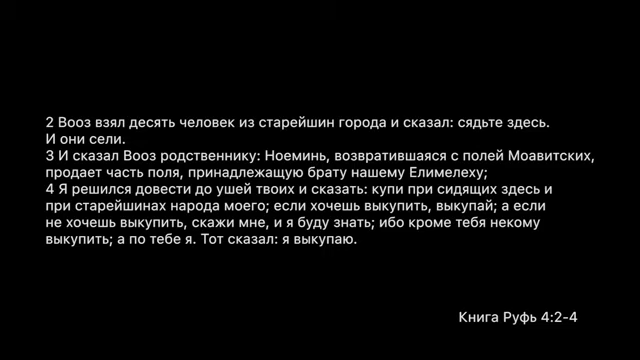 2 Вооз взял десять человек из старейшин города и сказал: сядьте здесь.
И они сели.
3 И сказал Вооз родственнику: Ноеминь, возвратившаяся с полей Моавитских,
продает часть поля, принадлежащую брату нашему Елимелеху;
4 Я решился довести до ушей твоих и сказать: купи при сидящих здесь и
при старейшинах народа моего; если хочешь выкупить, выкупай; а если
не хочешь выкупить, скажи мне, и я буду знать; ибо кроме тебя некому
выкупить; а по тебе я. Тот сказал: я выкупаю.
Книга Руфь 4:2-4